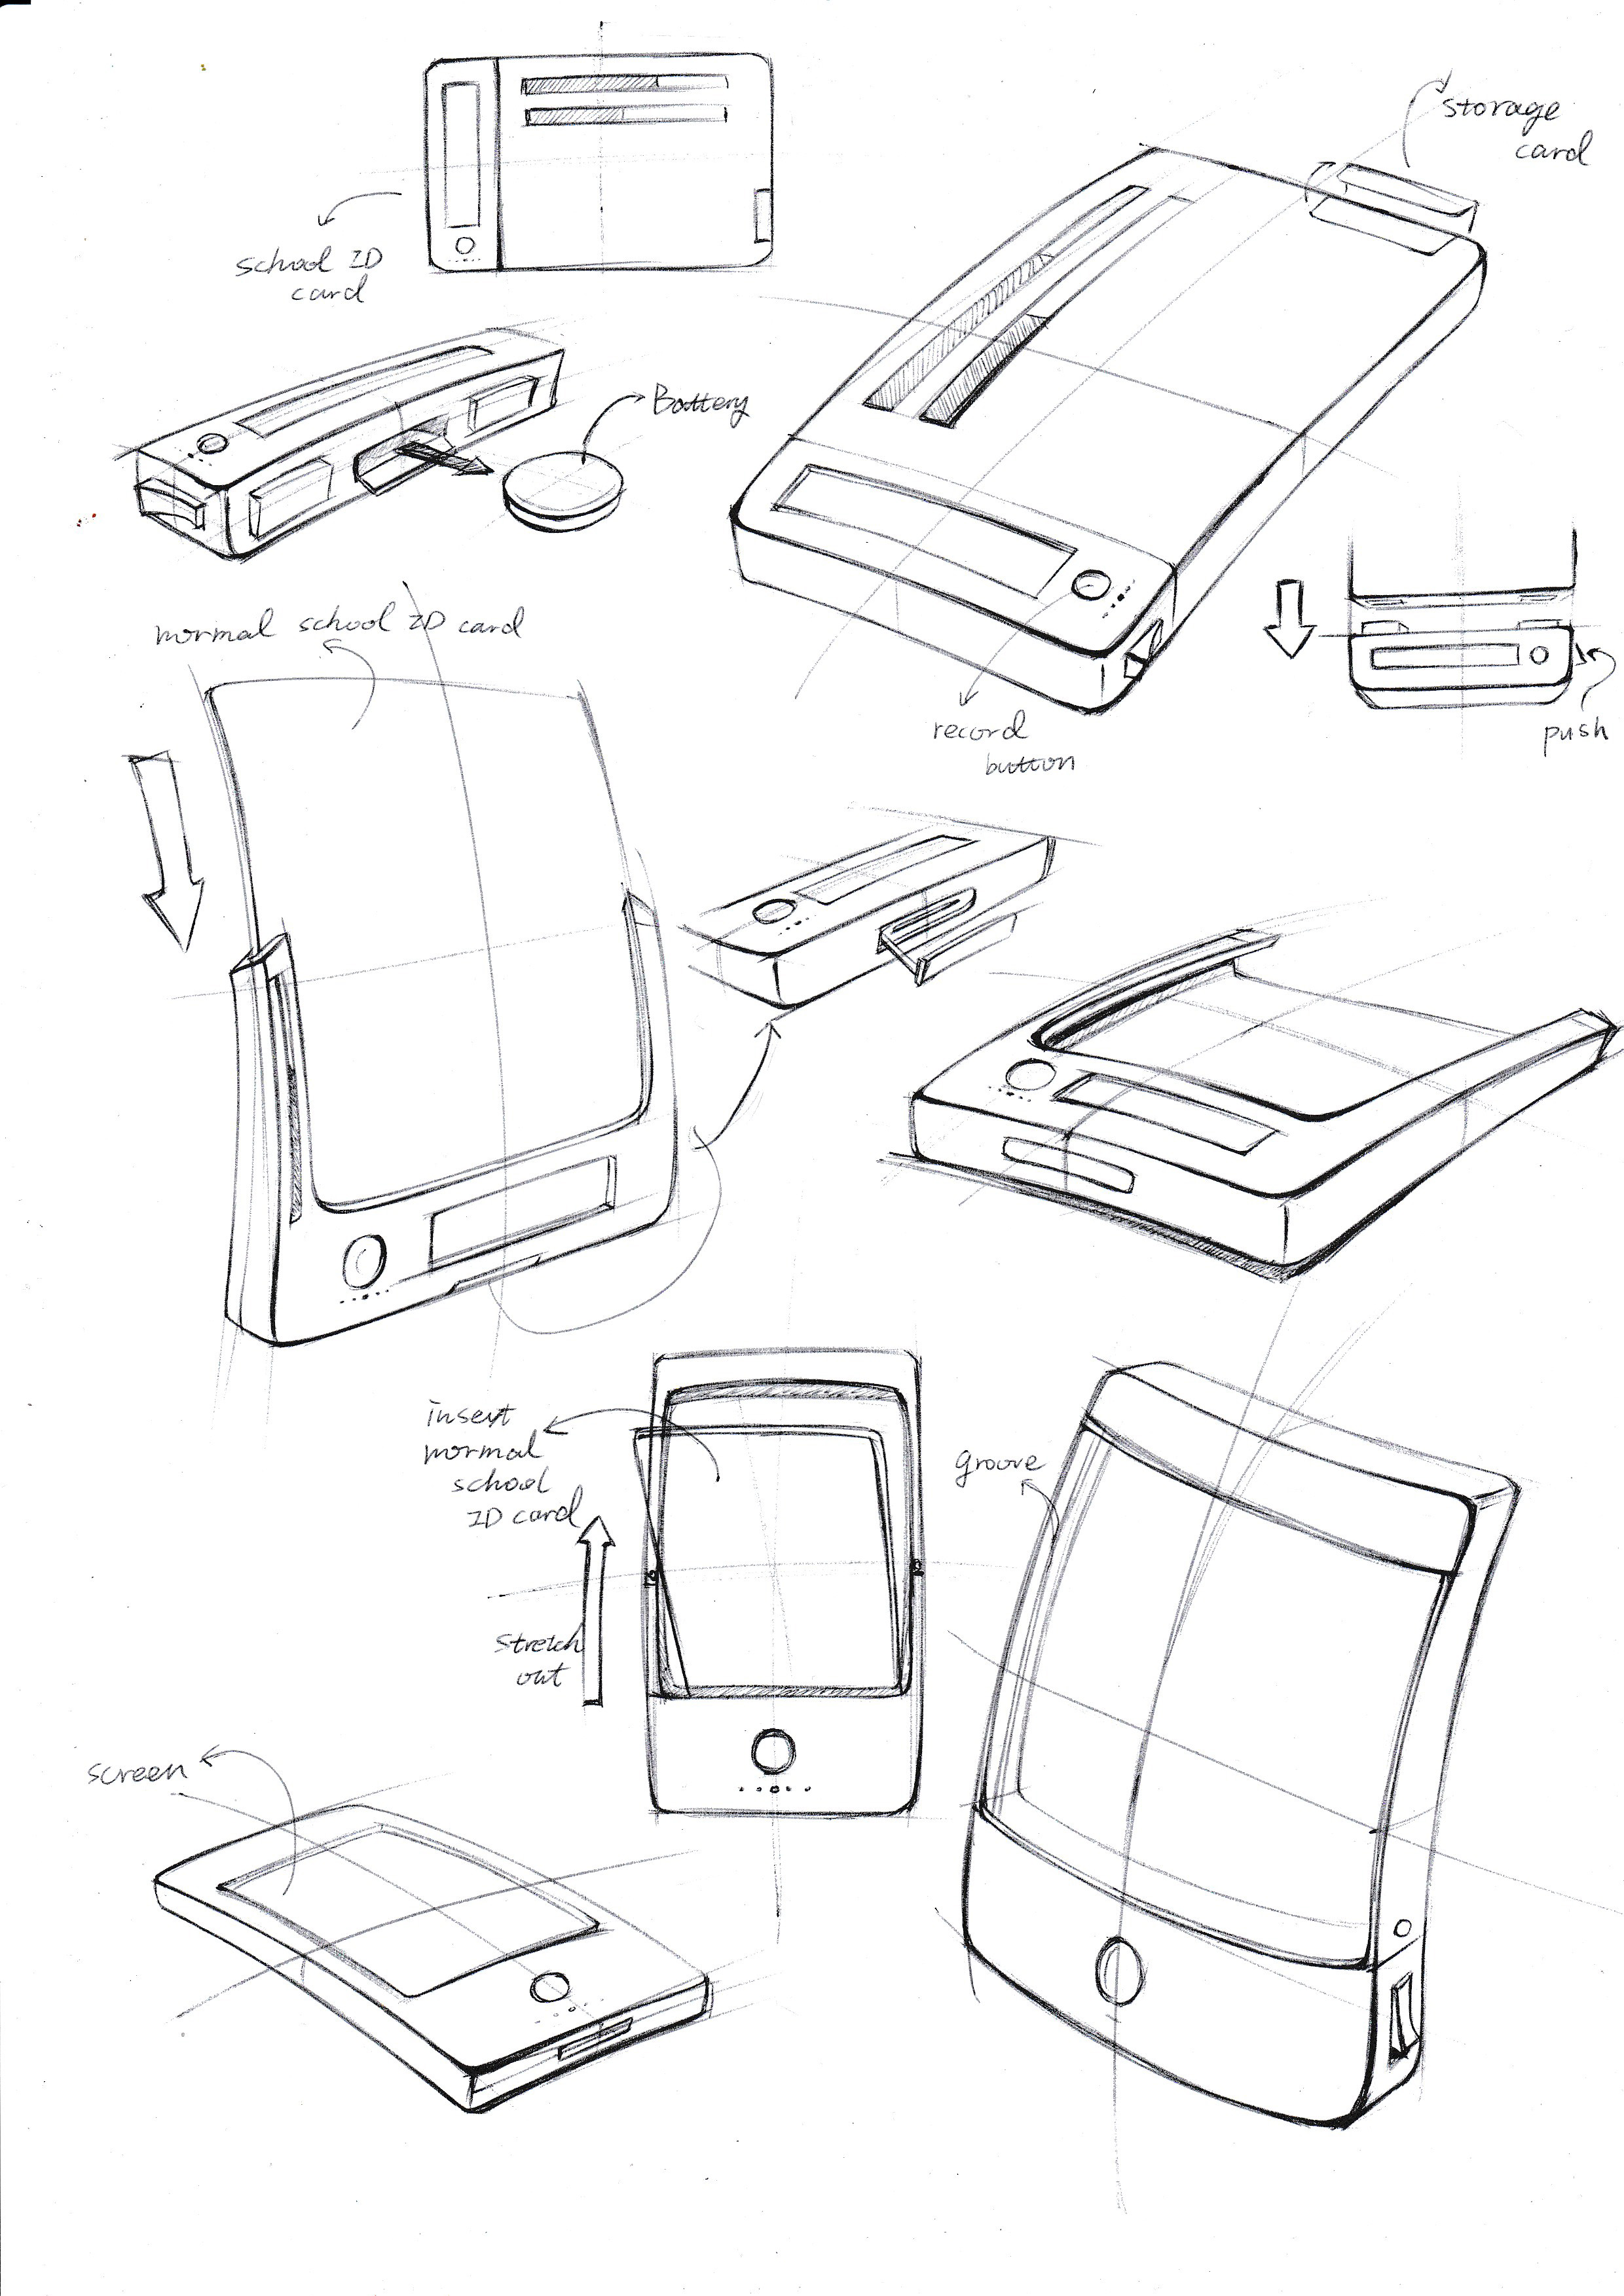 storage
card
school ID
card
Battery
normal school ID card
record
button
push
insert
normal
school
ID card
groove
Stretch
out
screen